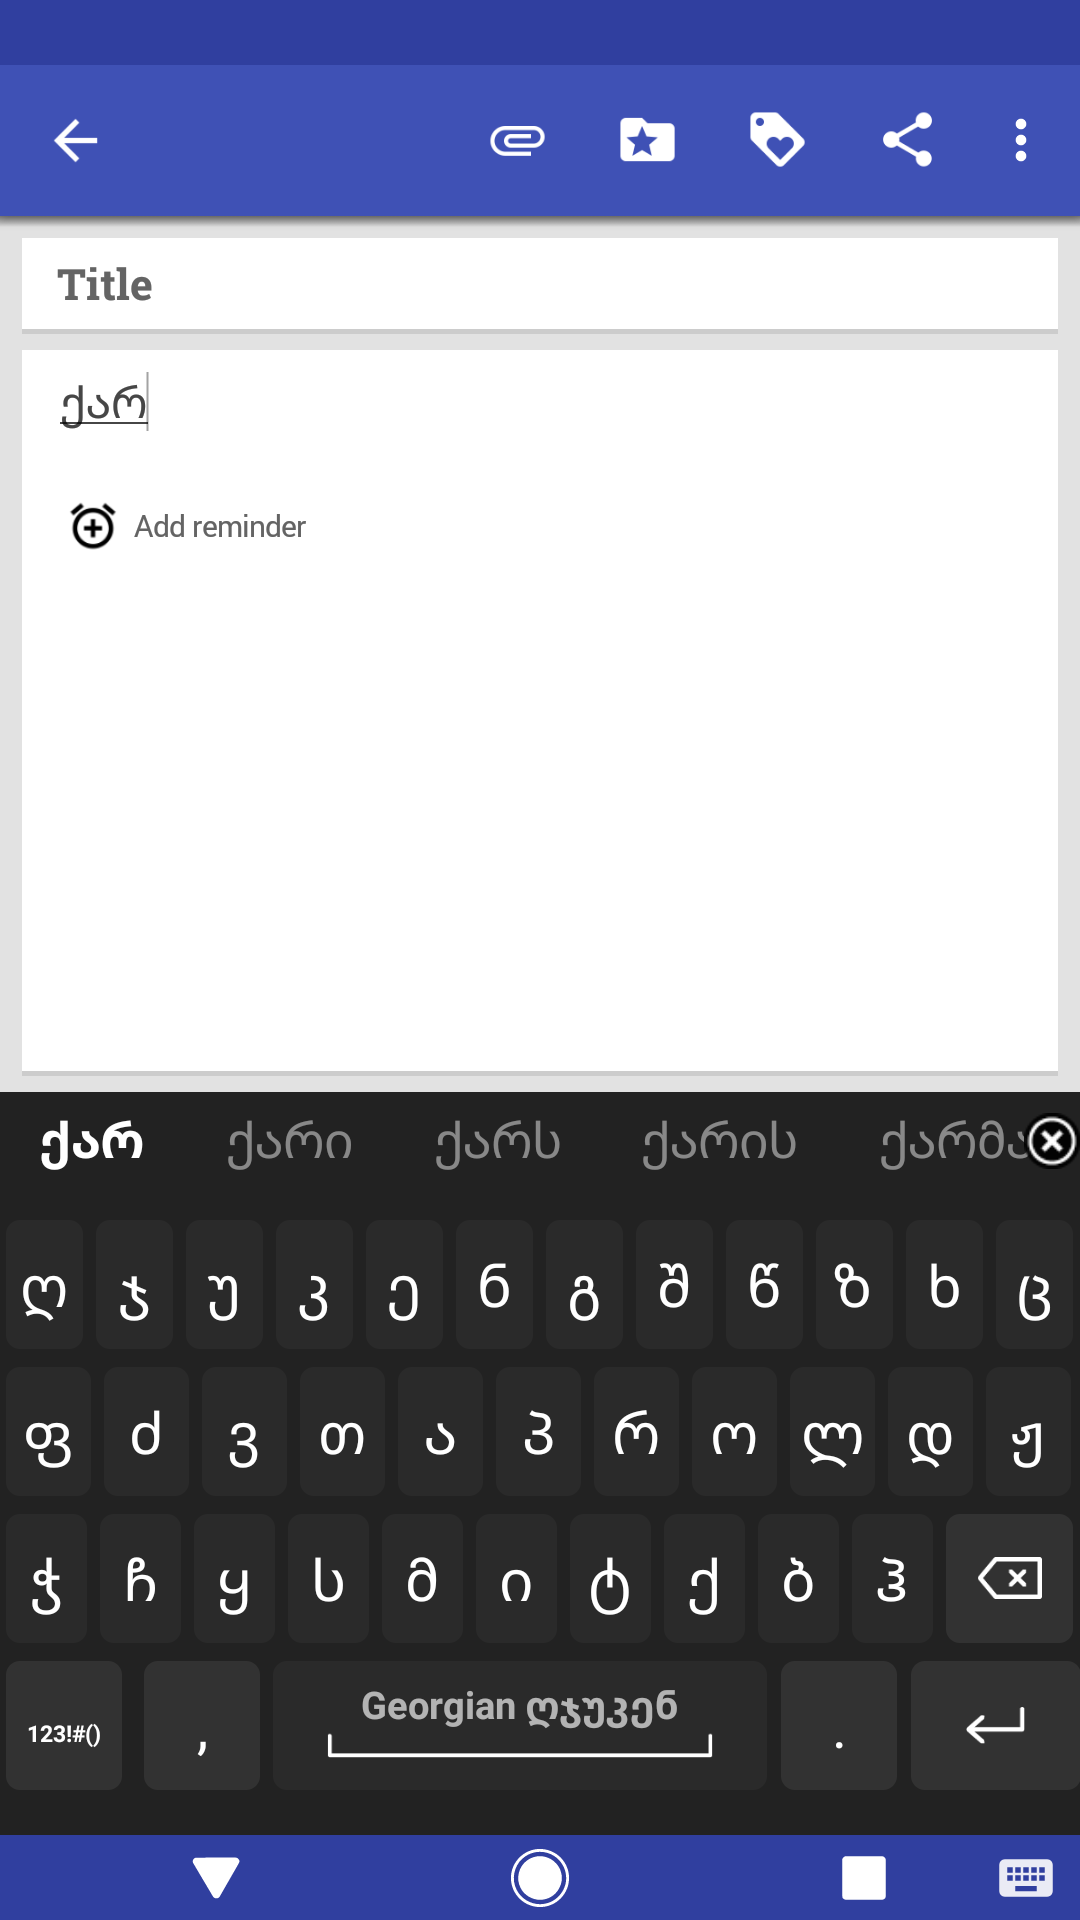 Title
ქარ
Add reminder
ქარ ქარი ქარს ქარის ქარმა
ღ ჯ უ კ ე ნ გ შ წ ზ ხ ც
ფ ძ ვ თ ა პ რ ო ლ დ ჟ
ჭ ჩ ყ ს მ ი ტ ქ ბ ჰ
123!#() , Georgian ღჯუკენ .